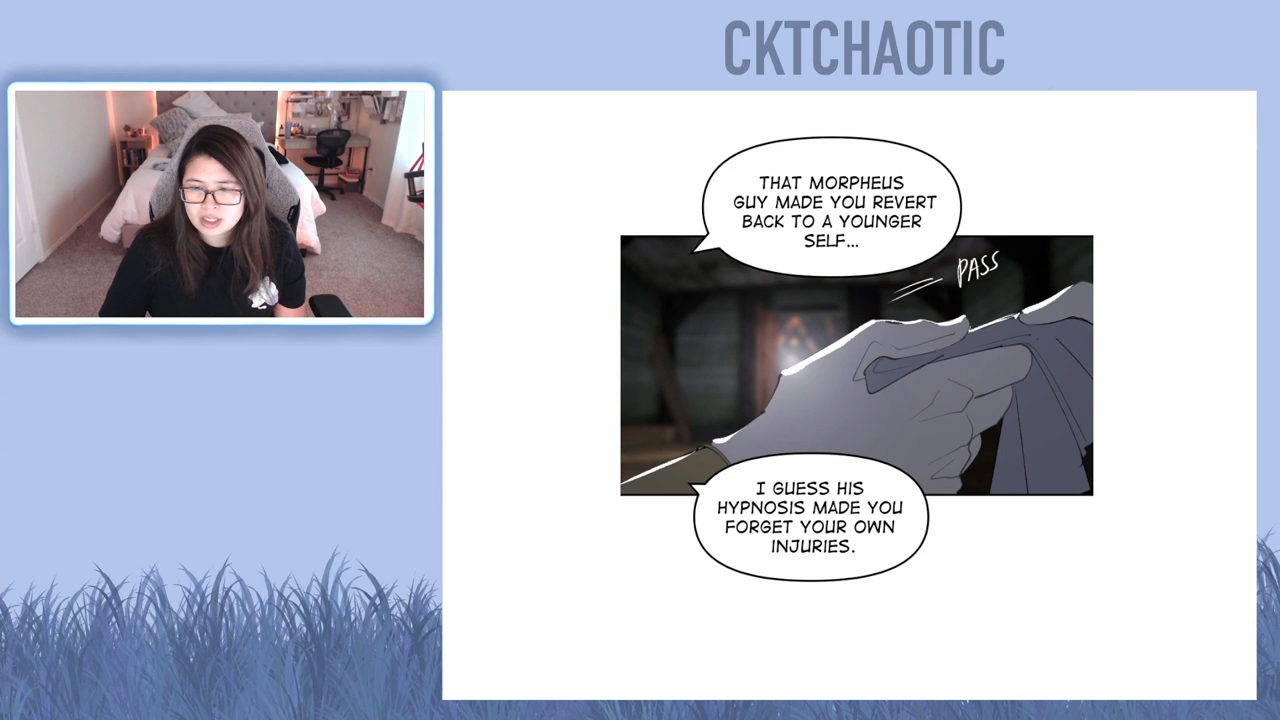 CKTCHAOTIC
THAT MORPHEUS
GUY MADE YOU REVERT
BACK TO A YOUNGER
SELF...
PASS
I GUESS HIS
HYPNOSIS MADE YOU
FORGET YOUR OWN
INJURIES.